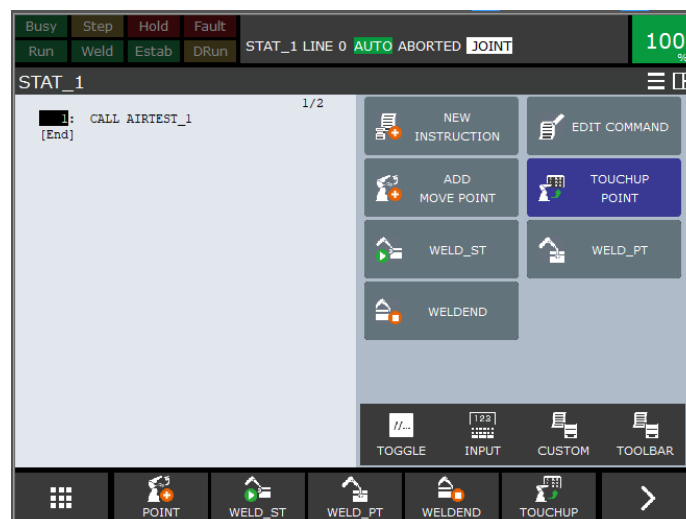 Busy Step Hold Fault
Run Weld Estab DRun
STAT_1 LINE 0 AUTO ABORTED JOINT
100
%
STAT_1
1/2
1: CALL AIRTEST_1
[End]
NEW
INSTRUCTION
EDIT COMMAND
ADD
MOVE POINT
TOUCHUP
POINT
WELD_ST
WELD_PT
WELDEND
//...
123
TOGGLE INPUT CUSTOM TOOLBAR
POINT WELD_ST WELD_PT WELDEND TOUCHUP